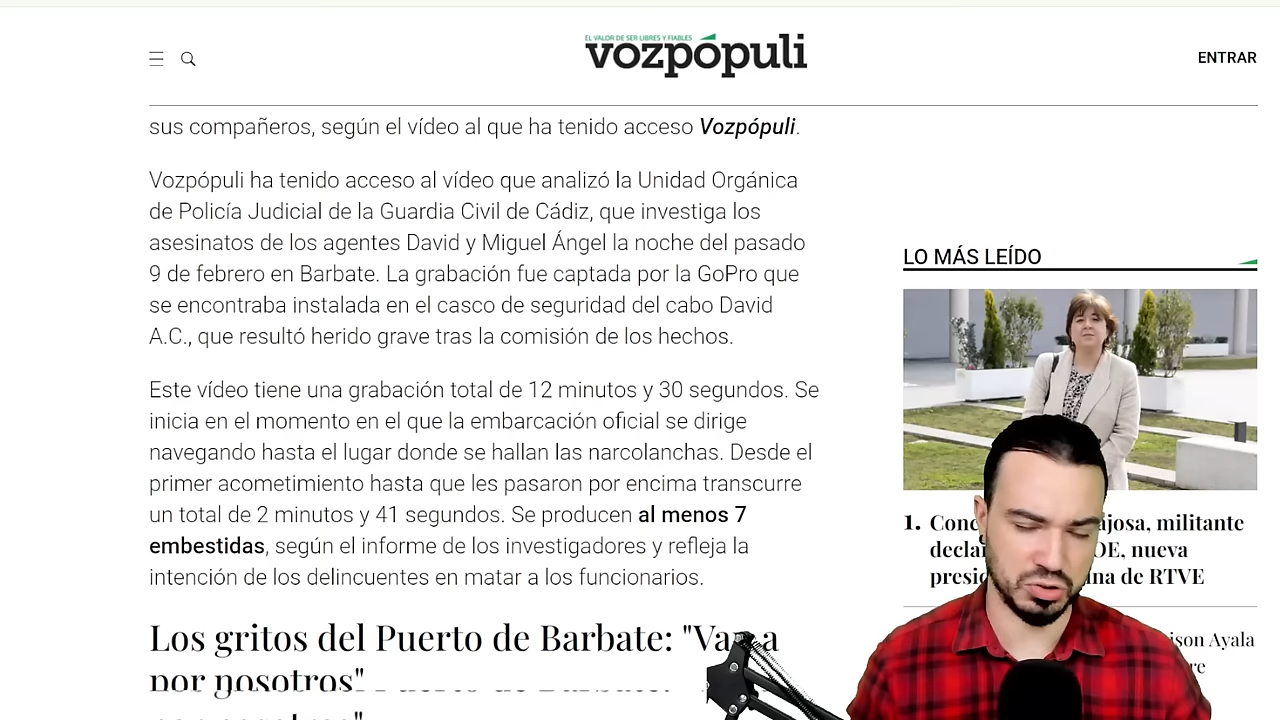 EL VALOR DE SER LIBRES Y FIABLES
vozpópuli
ENTRAR
sus compañeros, según el vídeo al que ha tenido acceso Vozpópuli.
Vozpópuli ha tenido acceso al vídeo que analizó la Unidad Orgánica
de Policía Judicial de la Guardia Civil de Cádiz, que investiga los
asesinatos de los agentes David y Miguel Ángel la noche del pasado
9 de febrero en Barbate. La grabación fue captada por la GoPro que
se encontraba instalada en el casco de seguridad del cabo David
A.C., que resultó herido grave tras la comisión de los hechos.
Este vídeo tiene una grabación total de 12 minutos y 30 segundos. Se
inicia en el momento en el que la embarcación oficial se dirige
navegando hasta el lugar donde se hallan las narcolanchas. Desde el
primer acometimiento hasta que les pasaron por encima transcurre
un total de 2 minutos y 41 segundos. Se producen al menos 7
embestidas, según el informe de los investigadores y refleja la
intención de los delincuentes en matar a los funcionarios.
Los gritos del Puerto de Barbate: "Van a
por nosotros"
LO MÁS LEÍDO
1. militante
nueva
de RTVE
Ayala